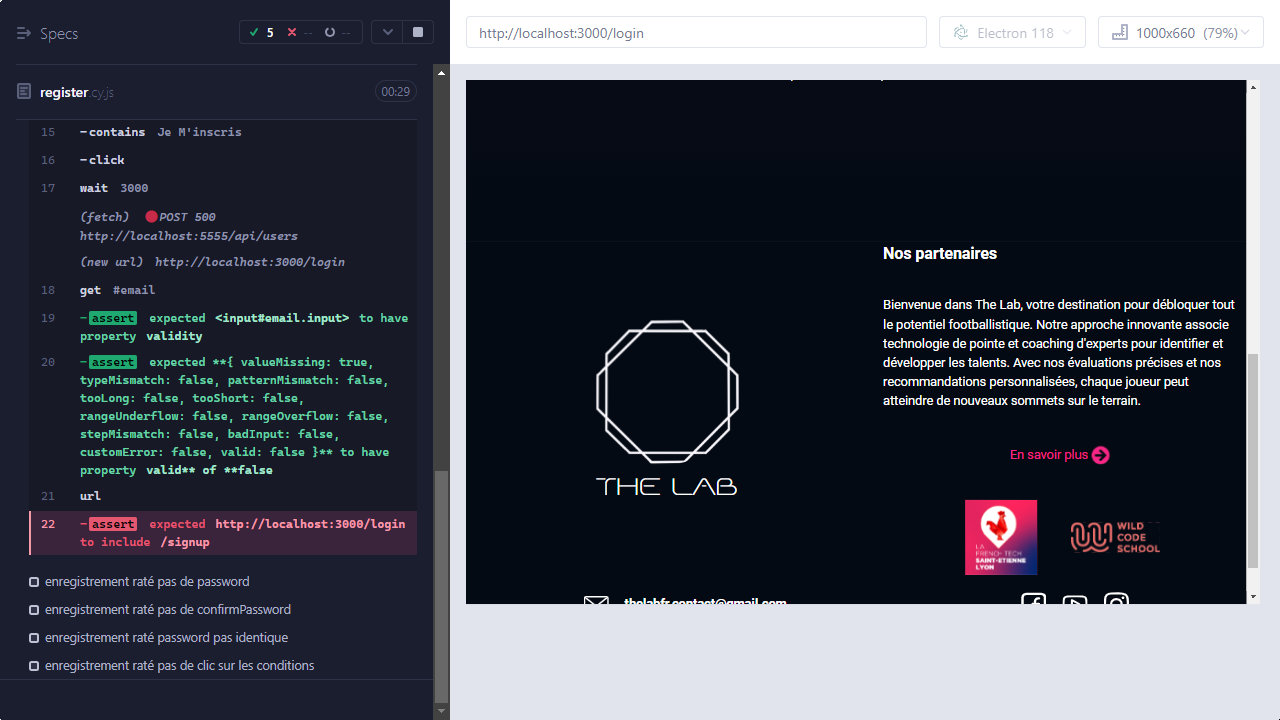 Specs
5
--
--
register.cy.js
00:29
15 -contains Je M'inscris
16 -click
17 wait 3000
(fetch) POST 500
http://localhost:5555/api/users
(new url) http://localhost:3000/login
18 get #email
19 -assert expected <input#email.input> to have
property validity
20 -assert expected **{ valueMissing: true,
typeMismatch: false, patternMismatch: false,
tooLong: false, tooShort: false,
rangeUnderflow: false, rangeOverflow: false,
stepMismatch: false, badInput: false,
customError: false, valid: false }** to have
property valid** of **false
21 url
22 -assert expected http://localhost:3000/login
to include /signup
enregistrement raté pas de password
enregistrement raté pas de confirmPassword
enregistrement raté password pas identique
enregistrement raté pas de clic sur les conditions
http://localhost:3000/login
Electron 118
1000x660 (79%)
THE LAB
Nos partenaires
Bienvenue dans The Lab, votre destination pour débloquer tout
le potentiel footballistique. Notre approche innovante associe
technologie de pointe et coaching d'experts pour identifier et
développer les talents. Avec nos évaluations précises et nos
recommandations personnalisées, chaque joueur peut
atteindre de nouveaux sommets sur le terrain.
En savoir plus
LA
FRENCH TECH
SAINT-ETIENNE
LYON
WILD
CODE
SCHOOL
thelabfr.contact@gmail.com